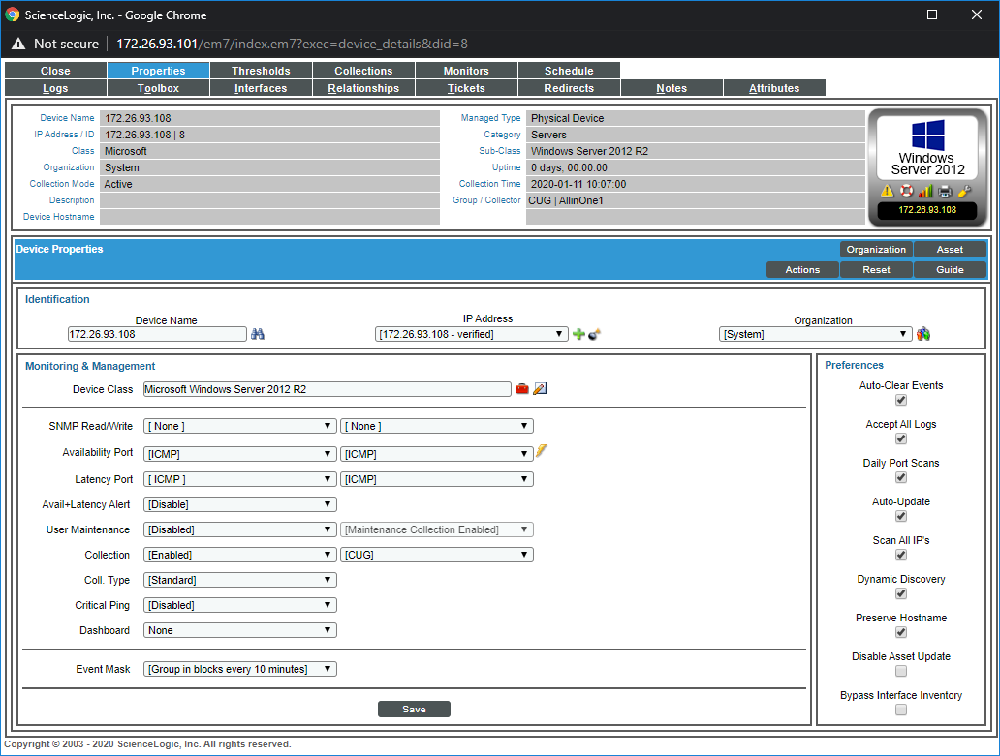 ScienceLogic, Inc. - Google Chrome
Not secure 172.26.93.101/em7/index.em7?exec=device_details&did=8
Close Properties Thresholds Collections Monitors Schedule
Logs Toolbox Interfaces Relationships Tickets Redirects Notes Attributes
Device Name 172.26.93.108 Managed Type Physical Device
IP Address / ID 172.26.93.108 | 8 Category Servers
Class Microsoft Sub-Class Windows Server 2012 R2
Organization System Uptime 0 days, 00:00:00
Collection Mode Active Collection Time 2020-01-11 10:07:00
Description Group / Collector CUG | AllinOne1
Device Hostname
Windows
Server 2012
172.26.93.108
Device Properties Organization Asset
Actions Reset Guide
Identification
Device Name IP Address Organization
172.26.93.108 [172.26.93.108 - verified] [System]
Monitoring & Management
Device Class Microsoft Windows Server 2012 R2
SNMP Read/Write [ None ] [ None ]
Availability Port [ICMP] [ICMP]
Latency Port [ ICMP ] [ICMP]
Avail+Latency Alert [Disable]
User Maintenance [Disabled] [Maintenance Collection Enabled]
Collection [Enabled] [CUG]
Coll. Type [Standard]
Critical Ping [Disabled]
Dashboard None
Event Mask [Group in blocks every 10 minutes]
Save
Preferences
Auto-Clear Events
Accept All Logs
Daily Port Scans
Auto-Update
Scan All IP's
Dynamic Discovery
Preserve Hostname
Disable Asset Update
Bypass Interface Inventory
Copyright © 2003 - 2020 ScienceLogic, Inc. All rights reserved.